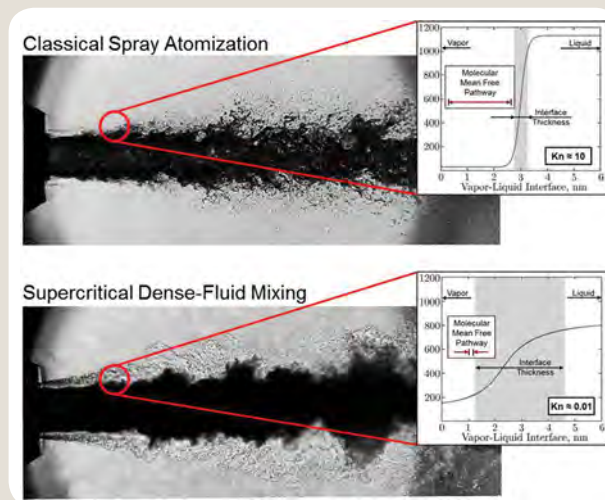 Classical Spray Atomization
1200
1000
800
600
400
200
Vapor
Liquid
Molecular
Mean Free
Pathway
Interface
Thickness
Kn ≈ 10
0 1 2 3 4 5 6
Vapor-Liquid Interface, nm
Supercritical Dense-Fluid Mixing
1200
1000
800
600
400
200
Vapor
Liquid
Molecular
Mean Free
Pathway
Interface
Thickness
Kn ≈ 0.01
0 1 2 3 4 5 6
Vapor-Liquid Interface, nm